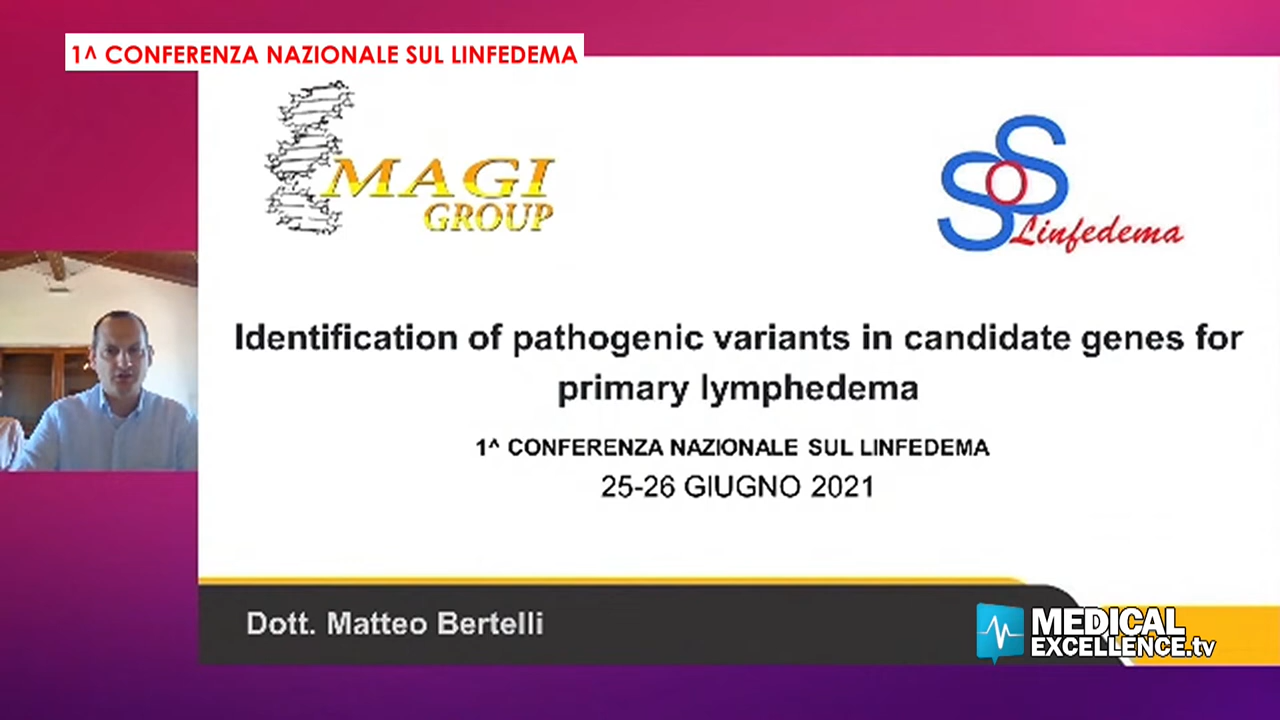 1^ CONFERENZA NAZIONALE SUL LINFEDEMA
MAGI
GROUP
SOS
Linfedema
Identification of pathogenic variants in candidate genes for
primary lymphedema
1^ CONFERENZA NAZIONALE SUL LINFEDEMA
25-26 GIUGNO 2021
Dott. Matteo Bertelli
MEDICAL
EXCELLENCE.tv